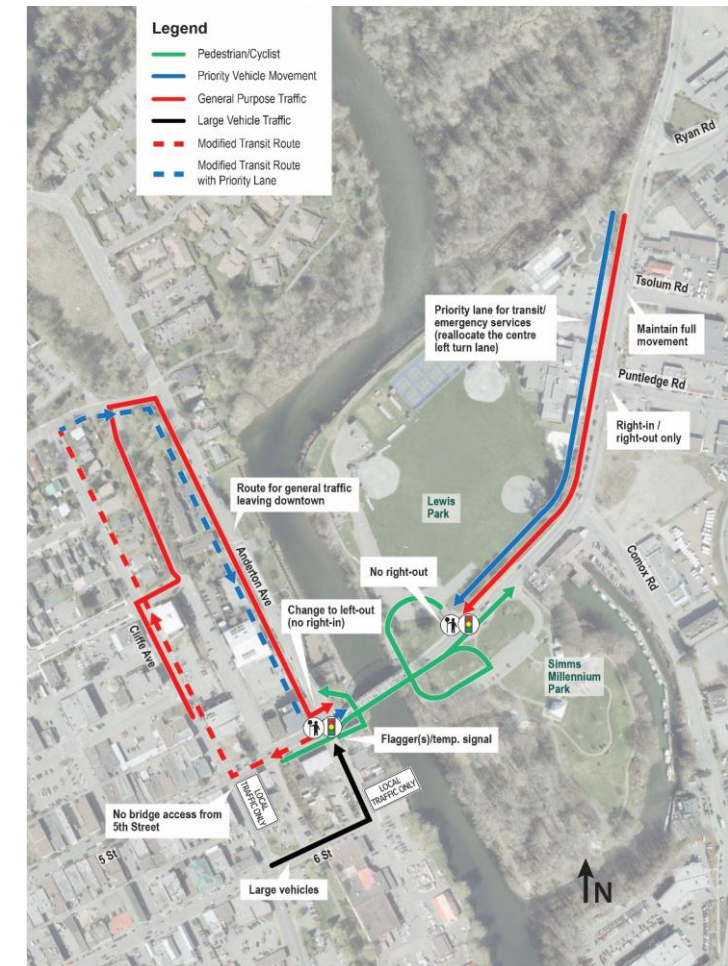 Legend
Pedestrian/Cyclist
Priority Vehicle Movement
General Purpose Traffic
Large Vehicle Traffic
Modified Transit Route
Modified Transit Route
with Priority Lane
Ryan Rd
Tsolum Rd
Priority lane for transit/
emergency services
(reallocate the centre
left turn lane)
Maintain full
movement
Puntledge Rd
Right-in /
right-out only
Route for general traffic
leaving downtown
Lewis
Park
Anderton Ave
Comox Rd
No right-out
Change to left-out
(no right-in)
Cliffe Ave
Simms
Millennium
Park
Flagger(s)/temp. signal
LOCAL
TRAFFIC ONLY
LOCAL
TRAFFIC ONLY
No bridge access from
5th Street
5 St
6 St
Large vehicles
N